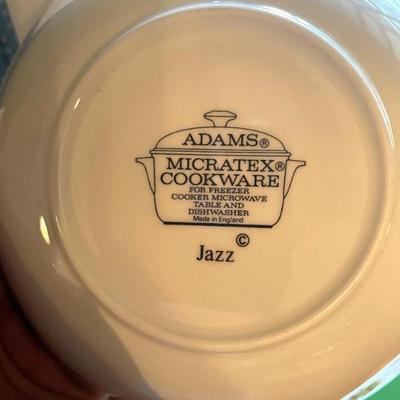 ADAMS®
MICRATEX®
COOKWARE
FOR FREEZER
COOKER MICROWAVE
TABLE AND
DISHWASHER
Made in England
©
Jazz